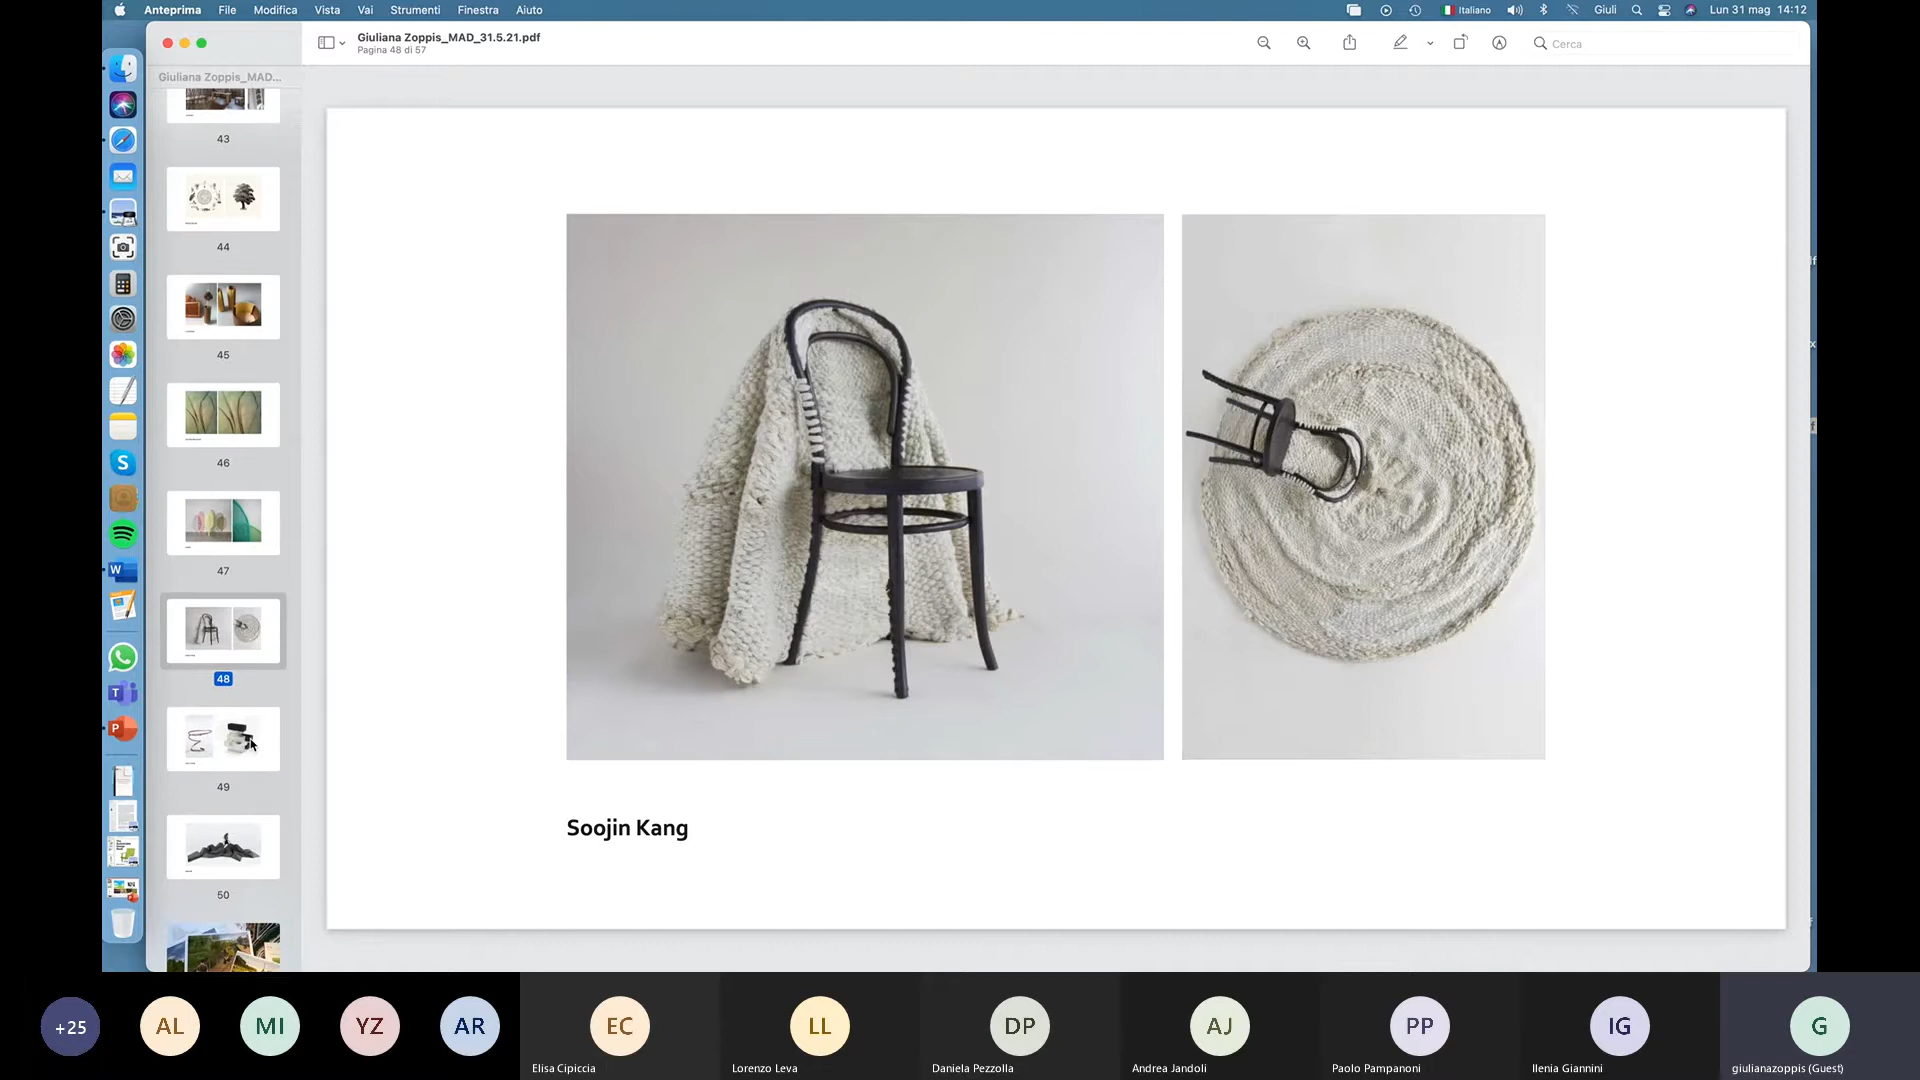 Anteprima File Modifica Vista Vai Strumenti Finestra Aiuto Italiano Giuli Lun 31 mag 14:12
Giuliana Zoppis_MAD_31.5.21.pdf
Pagina 48 di 57
Cerca
Giuliana Zoppis_MAD...
43
44
45
46
47
48
49
50
Soojin Kang
+25 AL MI YZ AR EC LL DP AJ PP IG G
Elisa Cipiccia Lorenzo Leva Daniela Pezzolla Andrea Jandoli Paolo Pampanoni Ilenia Giannini giulianazoppis (Guest)